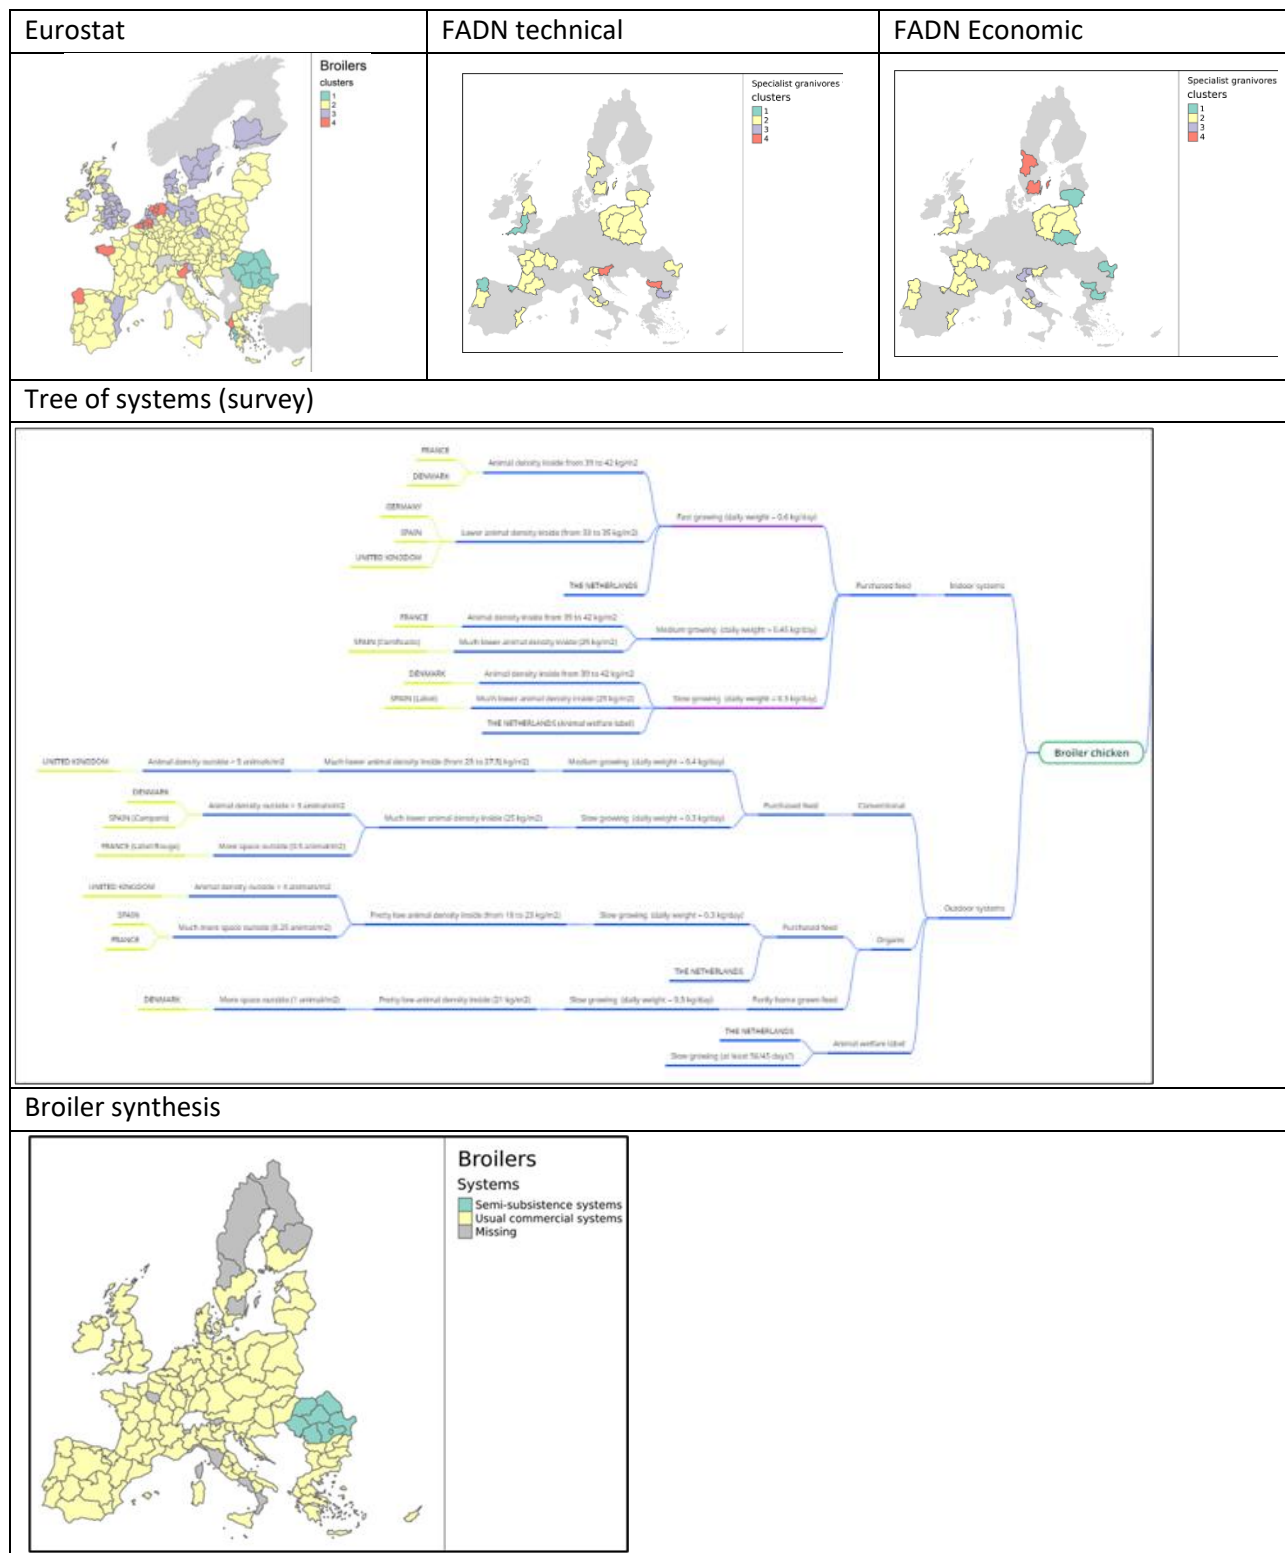 Eurostat
FADN technical
FADN Economic
Broilers
clusters
1
2
3
4
Specialist granivores
clusters
1
2
3
4
Specialist granivores
clusters
1
2
3
4
Tree of systems (survey)
FRANCE
Animal density inside from 39 to 42 kg/m2
DENMARK
GERMANY
Fast growing (daily weight ~ 0.6 kg/day)
SPAIN
Lower animal density inside (from 33 to 35 kg/m2)
UNITED KINGDOM
THE NETHERLANDS
Purchased feed
Indoor systems
FRANCE
Animal density inside from 39 to 42 kg/m2
Medium growing (daily weight ~ 0.45 kg/day)
SPAIN (Certificado)
Much lower animal density inside (25 kg/m2)
DENMARK
Animal density inside from 39 to 42 kg/m2
SPAIN (Label)
Much lower animal density inside (25 kg/m2)
Slow growing (daily weight ~ 0.3 kg/day)
THE NETHERLANDS (Animal welfare label)
Broiler chicken
UNITED KINGDOM
Animal density outside > 5 animals/m2
Much lower animal density inside (from 25 to 27.5) kg/m2)
Medium growing (daily weight ~ 0.4 kg/day)
DENMARK
Animal density outside > 5 animals/m2
Purchased feed
Conventional
SPAIN (Campero)
Much lower animal density inside (25 kg/m2)
Slow growing (daily weight ~ 0.3 kg/day)
FRANCE (Label Rouge)
More space outside (0.5 animal/m2)
UNITED KINGDOM
Animal density outside
SPAIN
Pretty low animal density inside (from 18 to 23 kg/m2)
Slow growing (daily weight ~ 0.3 kg/day)
Outdoor systems
Much more space outside (0.25 animal/m2)
Purchased feed
FRANCE
Organic
THE NETHERLANDS
DENMARK
More space outside (1 animal/m2)
Pretty low animal density inside (21 kg/m2)
Slow growing (daily weight ~ 0.3 kg/day)
Partly home grown feed
THE NETHERLANDS
Animal welfare label
Slow growing (at least 56/45 days?)
Broiler synthesis
Broilers
Systems
Semi-subsistence systems
Usual commercial systems
Missing